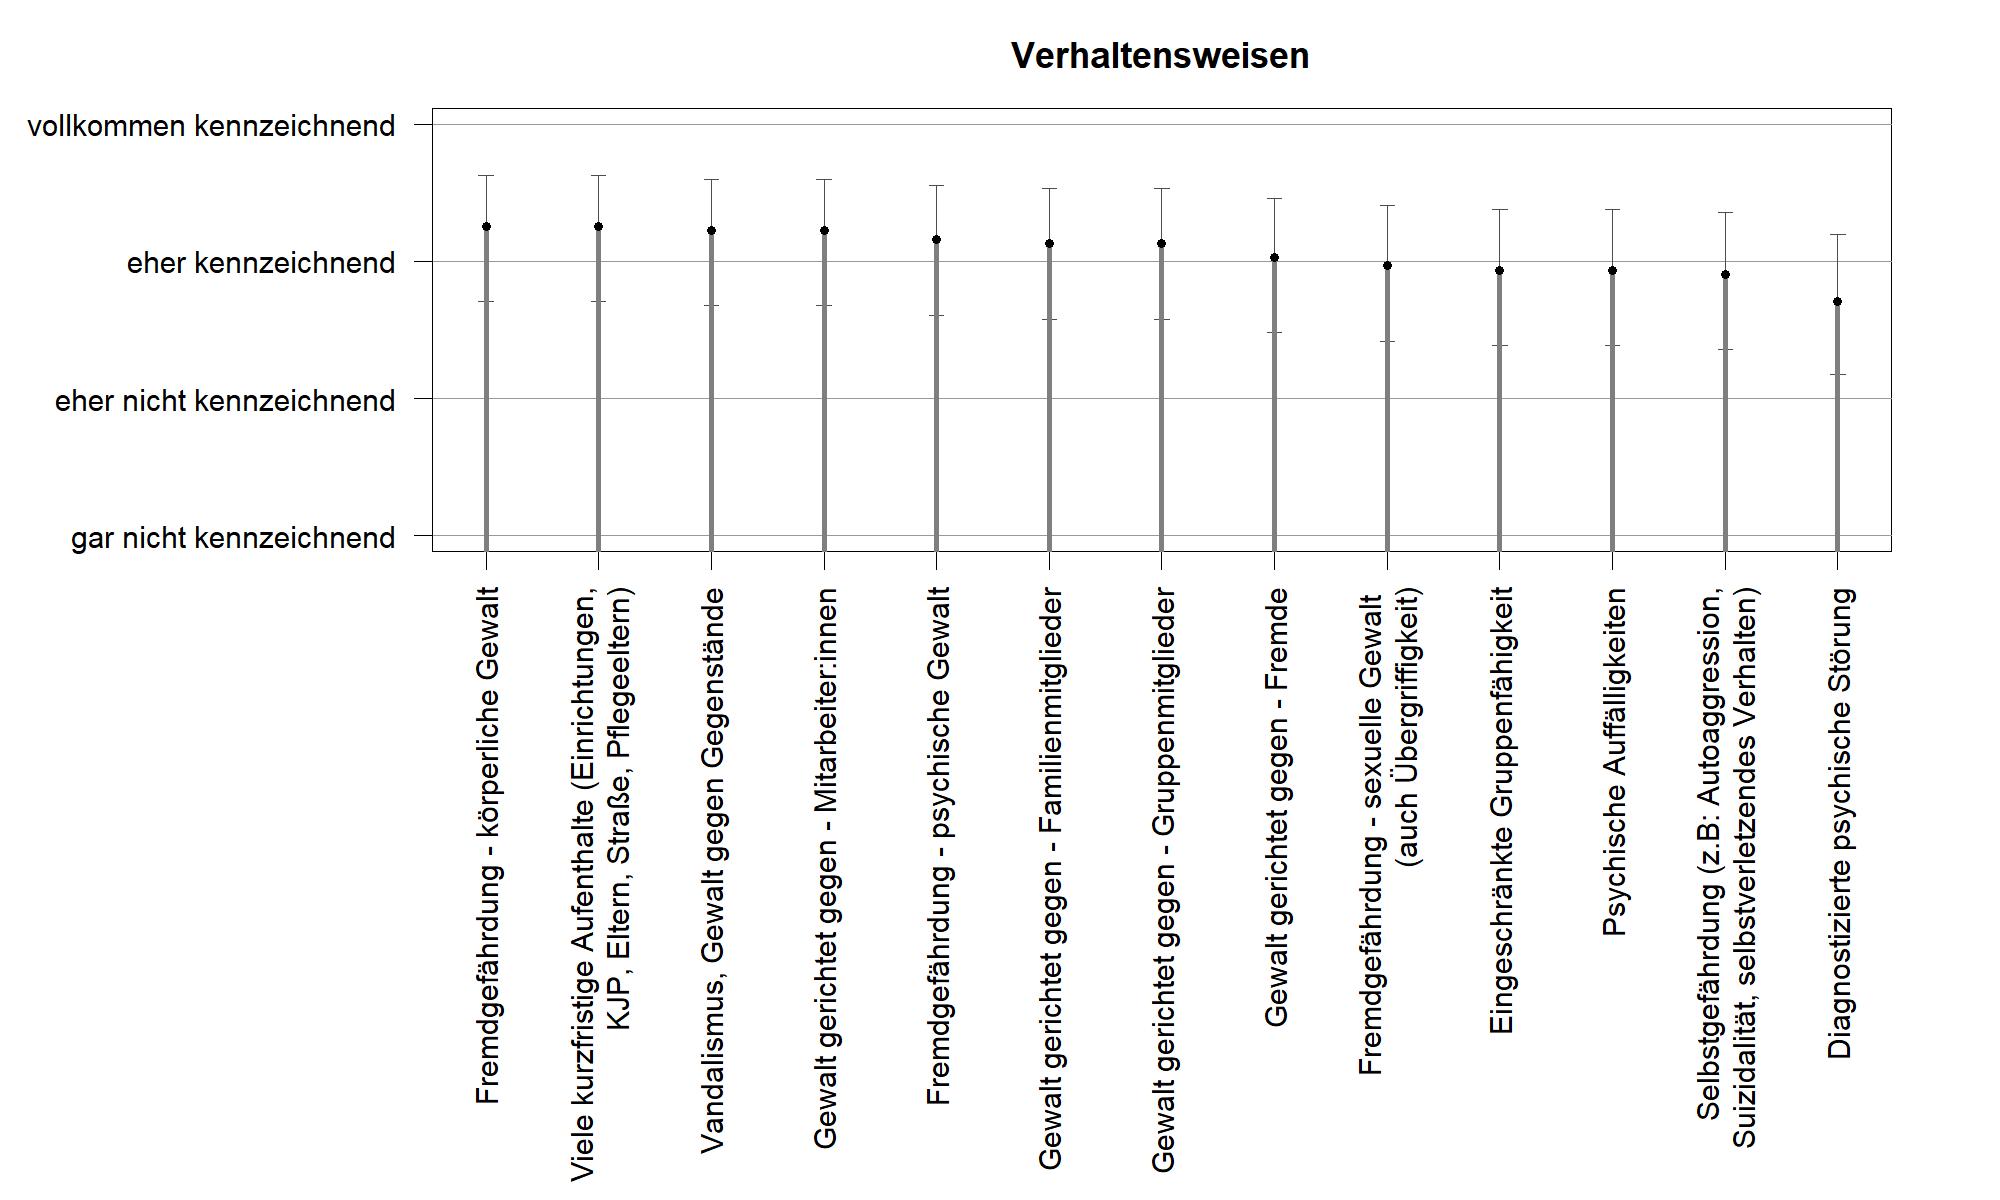 Verhaltensweisen
vollkommen kennzeichnend
eher kennzeichnend
eher nicht kennzeichnend
gar nicht kennzeichnend
Fremdgefährdung - körperliche Gewalt
Viele kurzfristige Aufenthalte (Einrichtungen,
KJP, Eltern, Straße, Pflegeeltern)
Vandalismus, Gewalt gegen Gegenstände
Gewalt gerichtet gegen - Mitarbeiter:innen
Fremdgefährdung - psychische Gewalt
Gewalt gerichtet gegen - Familienmitglieder
Gewalt gerichtet gegen - Gruppenmitglieder
Gewalt gerichtet gegen - Fremde
Fremdgefährdung - sexuelle Gewalt
(auch Übergriffigkeit)
Eingeschränkte Gruppenfähigkeit
Psychische Auffälligkeiten
Selbstgefährdung (z.B: Autoaggression,
Suizidalität, selbstverletzendes Verhalten)
Diagnostizierte psychische Störung